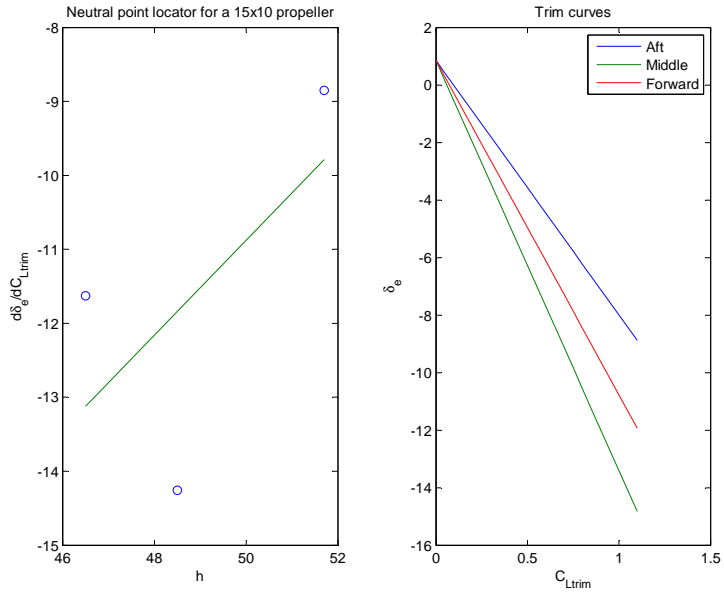 Neutral point locator for a 15x10 propeller
-8
-9
-10
-11
-12
-13
-14
-15
46
48
50
52
h
dδe/dCLtrim
Trim curves
Aft
Middle
Forward
2
0
-2
-4
-6
-8
-10
-12
-14
-16
0
0.5
1
1.5
CLtrim
δe